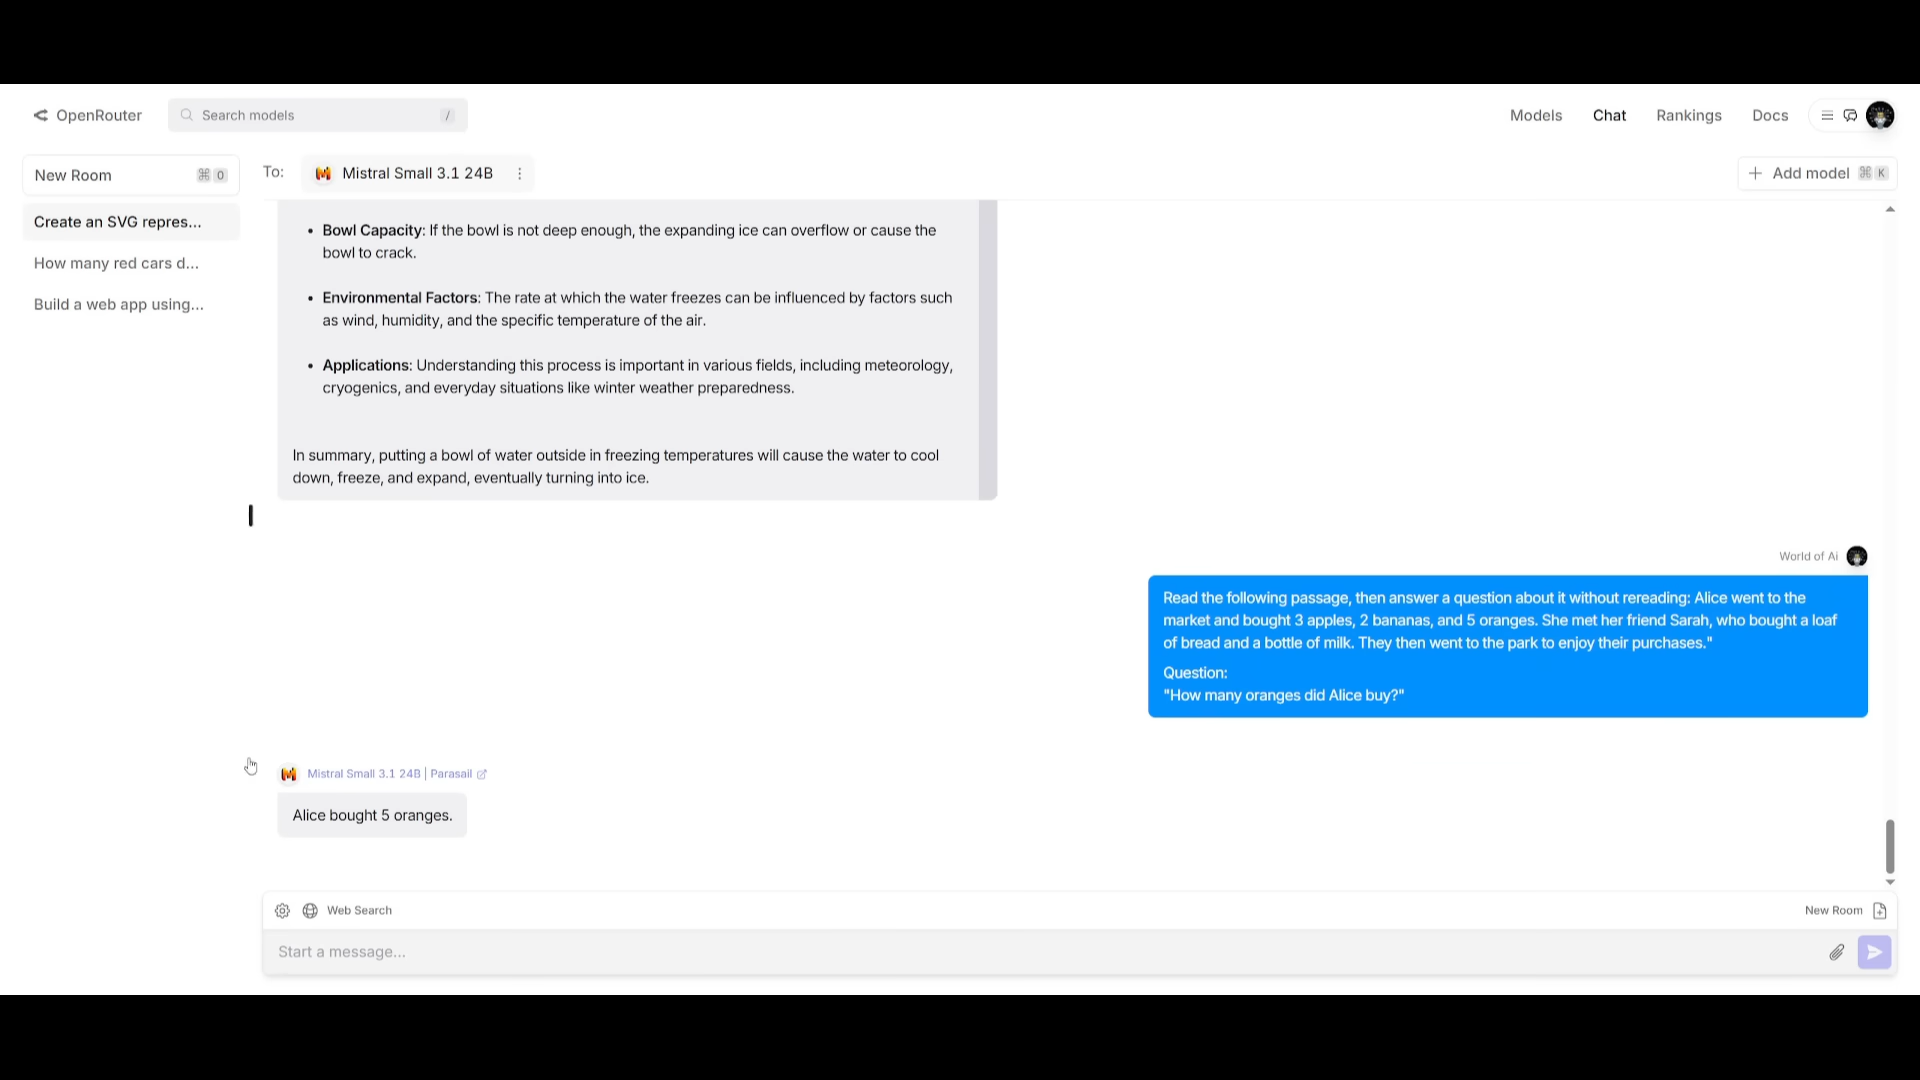 OpenRouter
Search models
/
Models
Chat
Rankings
Docs
New Room
⌘ 0
To:
Mistral Small 3.1 24B
Add model
⌘ K
Create an SVG repres...
How many red cars d...
Build a web app using...
• Bowl Capacity: If the bowl is not deep enough, the expanding ice can overflow or cause the
bowl to crack.
• Environmental Factors: The rate at which the water freezes can be influenced by factors such
as wind, humidity, and the specific temperature of the air.
• Applications: Understanding this process is important in various fields, including meteorology,
cryogenics, and everyday situations like winter weather preparedness.
In summary, putting a bowl of water outside in freezing temperatures will cause the water to cool
down, freeze, and expand, eventually turning into ice.
World of Ai
Read the following passage, then answer a question about it without rereading: Alice went to the
market and bought 3 apples, 2 bananas, and 5 oranges. She met her friend Sarah, who bought a loaf
of bread and a bottle of milk. They then went to the park to enjoy their purchases."
Question:
"How many oranges did Alice buy?"
Mistral Small 3.1 24B | Parasail
Alice bought 5 oranges.
Web Search
New Room
Start a message...